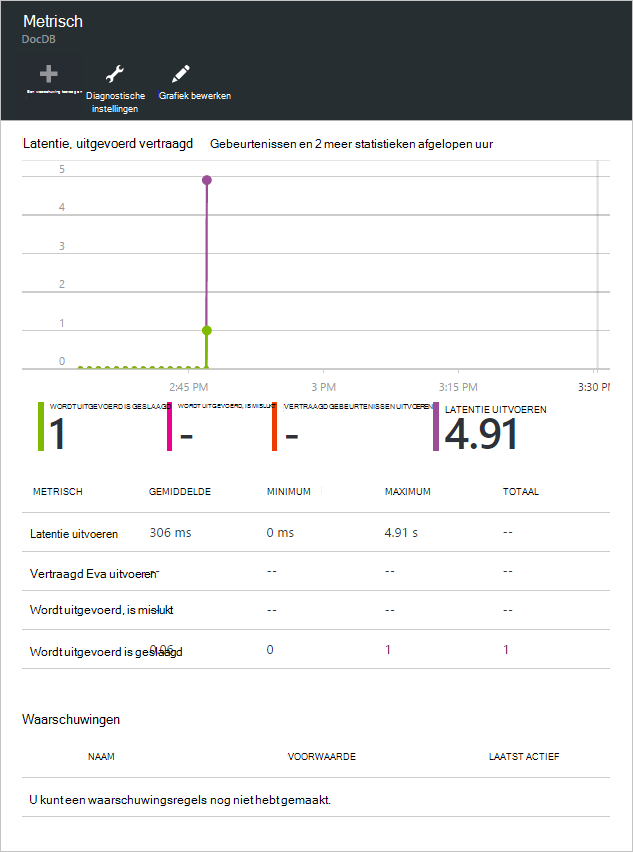 Metrisch
DocDB
Een waarschuwing toevoegen
Diagnostische
instellingen
Grafiek bewerken
Latentie, uitgevoerd vertraagd Gebeurtenissen en 2 meer statistieken afgelopen uur
5
4
3
2
1
0
2:45 PM 3 PM 3:15 PM 3:30 P
WORDT UITGEVOERD IS GESLAAGD WORDT UITGEVOERD, IS MISLUKT VERTRAAGD GEBEURTENISSEN UITVOEREN LATENTIE UITVOEREN
1 - - 4.91
METRISCH GEMIDDELDE MINIMUM MAXIMUM TOTAAL
Latentie uitvoeren 306 ms 0 ms 4.91 s --
Vertraagd Eva uitvoeren -- -- -- --
Wordt uitgevoerd, is mislukt -- -- -- --
Wordt uitgevoerd is geslaagd 0.06 0 1 1
Waarschuwingen
NAAM VOORWAARDE LAATST ACTIEF
U kunt een waarschuwingsregels nog niet hebt gemaakt.